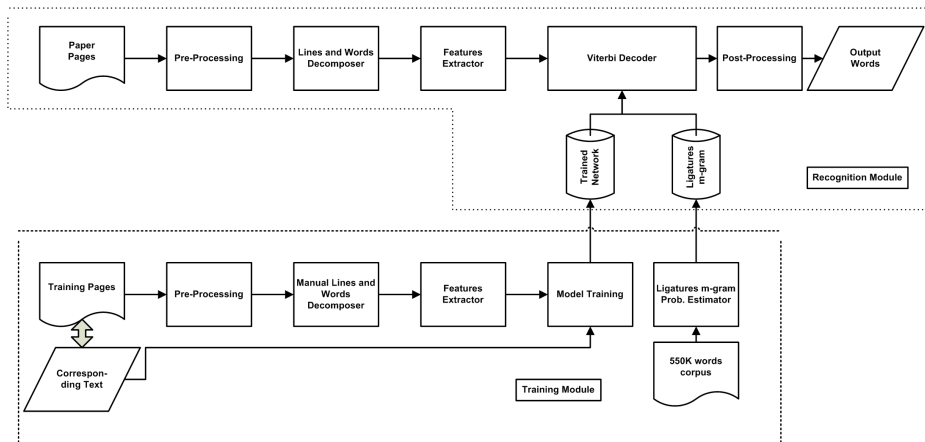 Paper
Pages
Pre-Processing
Lines and Words
Decomposer
Features
Extractor
Viterbi Decoder
Post-Processing
Output
Words
Trained
Network
Ligatures
m-gram
Recognition Module
Training Pages
Pre-Processing
Manual Lines and
Words
Decomposer
Features
Extractor
Model Training
Ligatures m-gram
Prob. Estimator
Correspon-
ding Text
550K words
corpus
Training Module